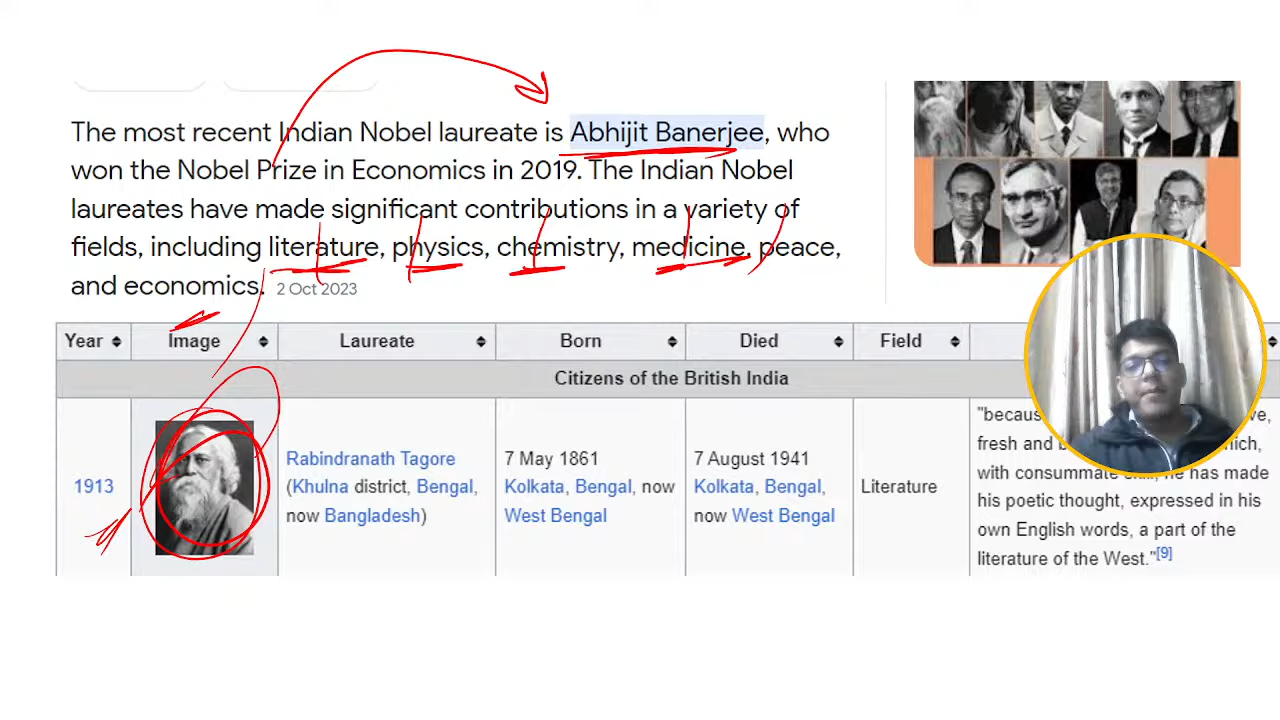 The most recent Indian Nobel laureate is Abhijit Banerjee, who
won the Nobel Prize in Economics in 2019. The Indian Nobel
laureates have made significant contributions in a variety of
fields, including literature, physics, chemistry, medicine, peace,
and economics. 2 Oct 2023
Year Image Laureate Born Died Field
Citizens of the British India
1913
Rabindranath Tagore
(Khulna district, Bengal,
now Bangladesh)
7 May 1861
Kolkata, Bengal, now
West Bengal
7 August 1941
Kolkata, Bengal,
now West Bengal
Literature
"becaus
fresh and
with consummate he has made
his poetic thought, expressed in his
own English words, a part of the
literature of the West."[9]